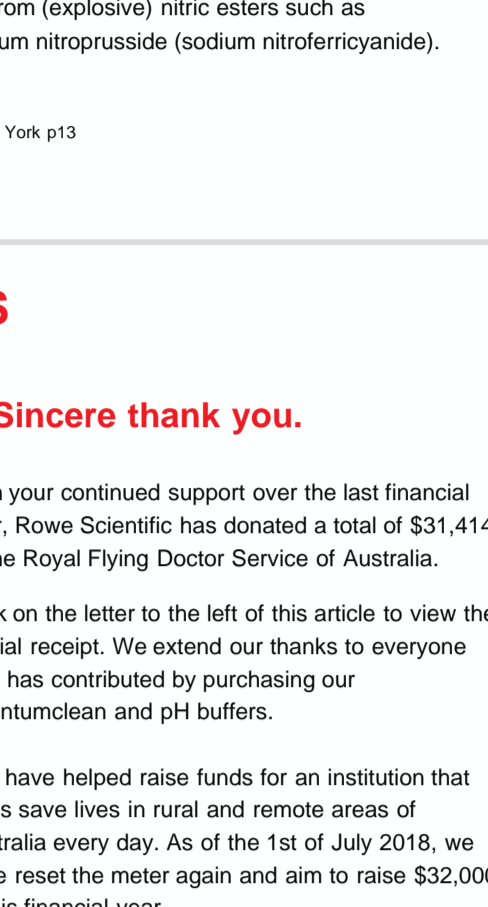 rom (explosive) nitric esters such as
um nitroprusside (sodium nitroferricyanide).
York p13
s
Sincere thank you.
n your continued support over the last financial
r, Rowe Scientific has donated a total of $31,414
he Royal Flying Doctor Service of Australia.
k on the letter to the left of this article to view the
ial receipt. We extend our thanks to everyone
has contributed by purchasing our
ntumclean and pH buffers.
have helped raise funds for an institution that
s save lives in rural and remote areas of
tralia every day. As of the 1st of July 2018, we
e reset the meter again and aim to raise $32,000
is financial year